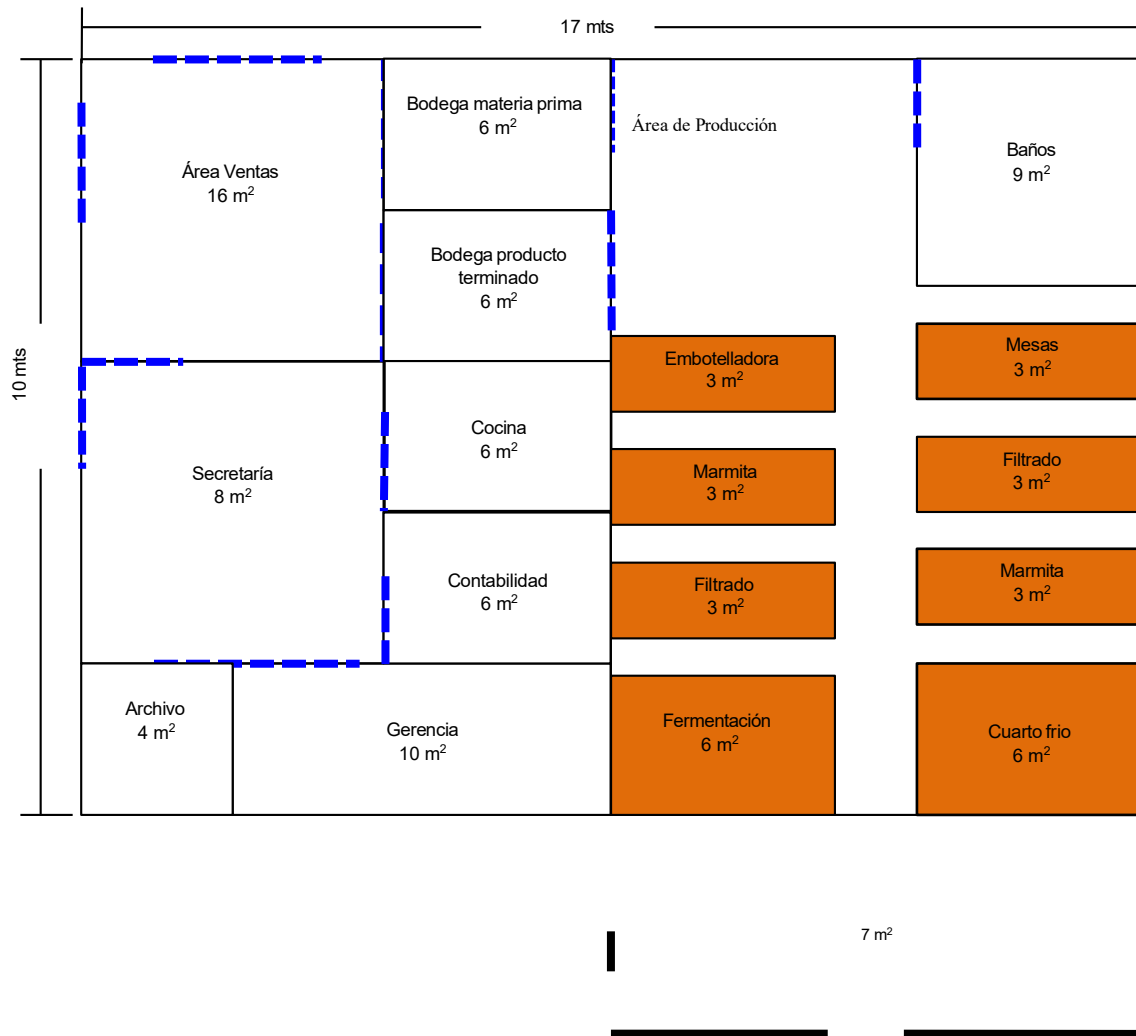 17 mts
Bodega materia prima
6 m²
Área de Producción
Baños
9 m²
Área Ventas
16 m²
Bodega producto
terminado
6 m²
10 mts
Embotelladora
3 m²
Mesas
3 m²
Cocina
6 m²
Secretaría
8 m²
Marmita
3 m²
Filtrado
3 m²
Contabilidad
6 m²
Filtrado
3 m²
Marmita
3 m²
Archivo
4 m²
Gerencia
10 m²
Fermentación
6 m²
Cuarto frio
6 m²
7 m²